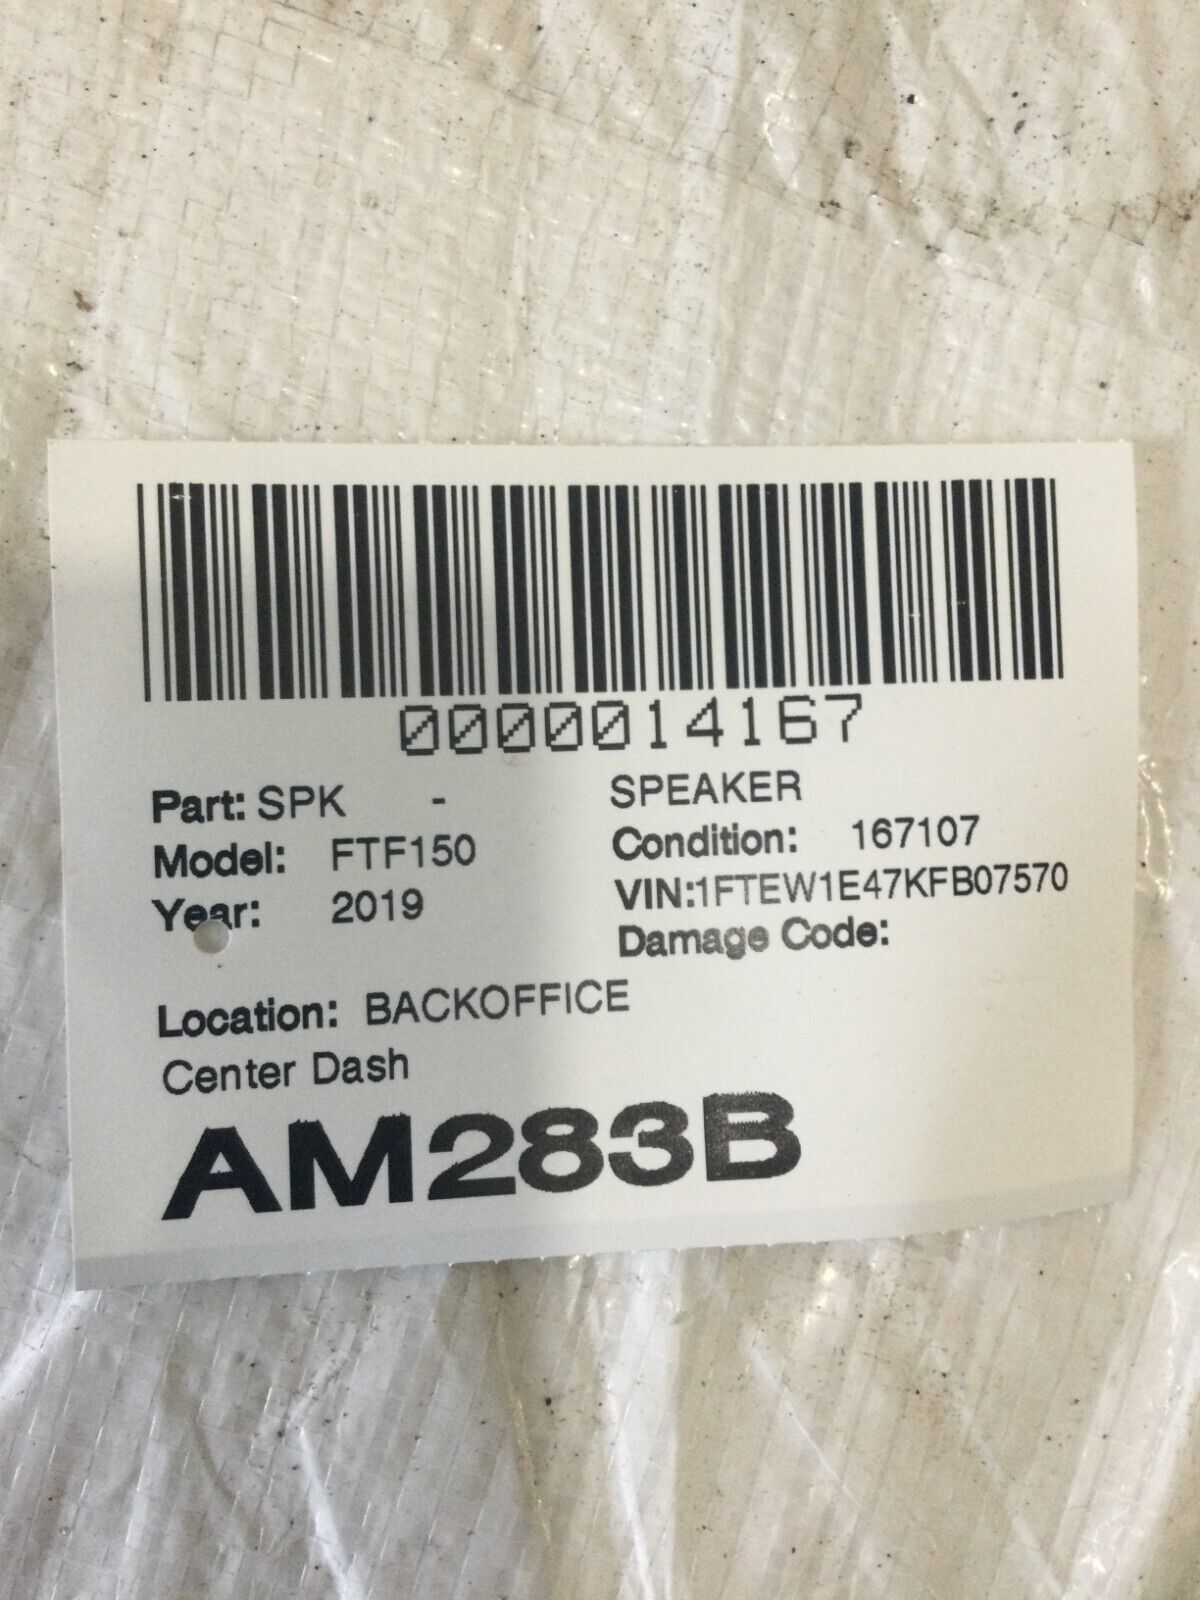 0000014167
Part: SPK - SPEAKER
Model: FTF150 Condition: 167107
Year: 2019 VIN:1FTEW1E47KFB07570
Damage Code:
Location: BACKOFFICE
Center Dash
AM283B